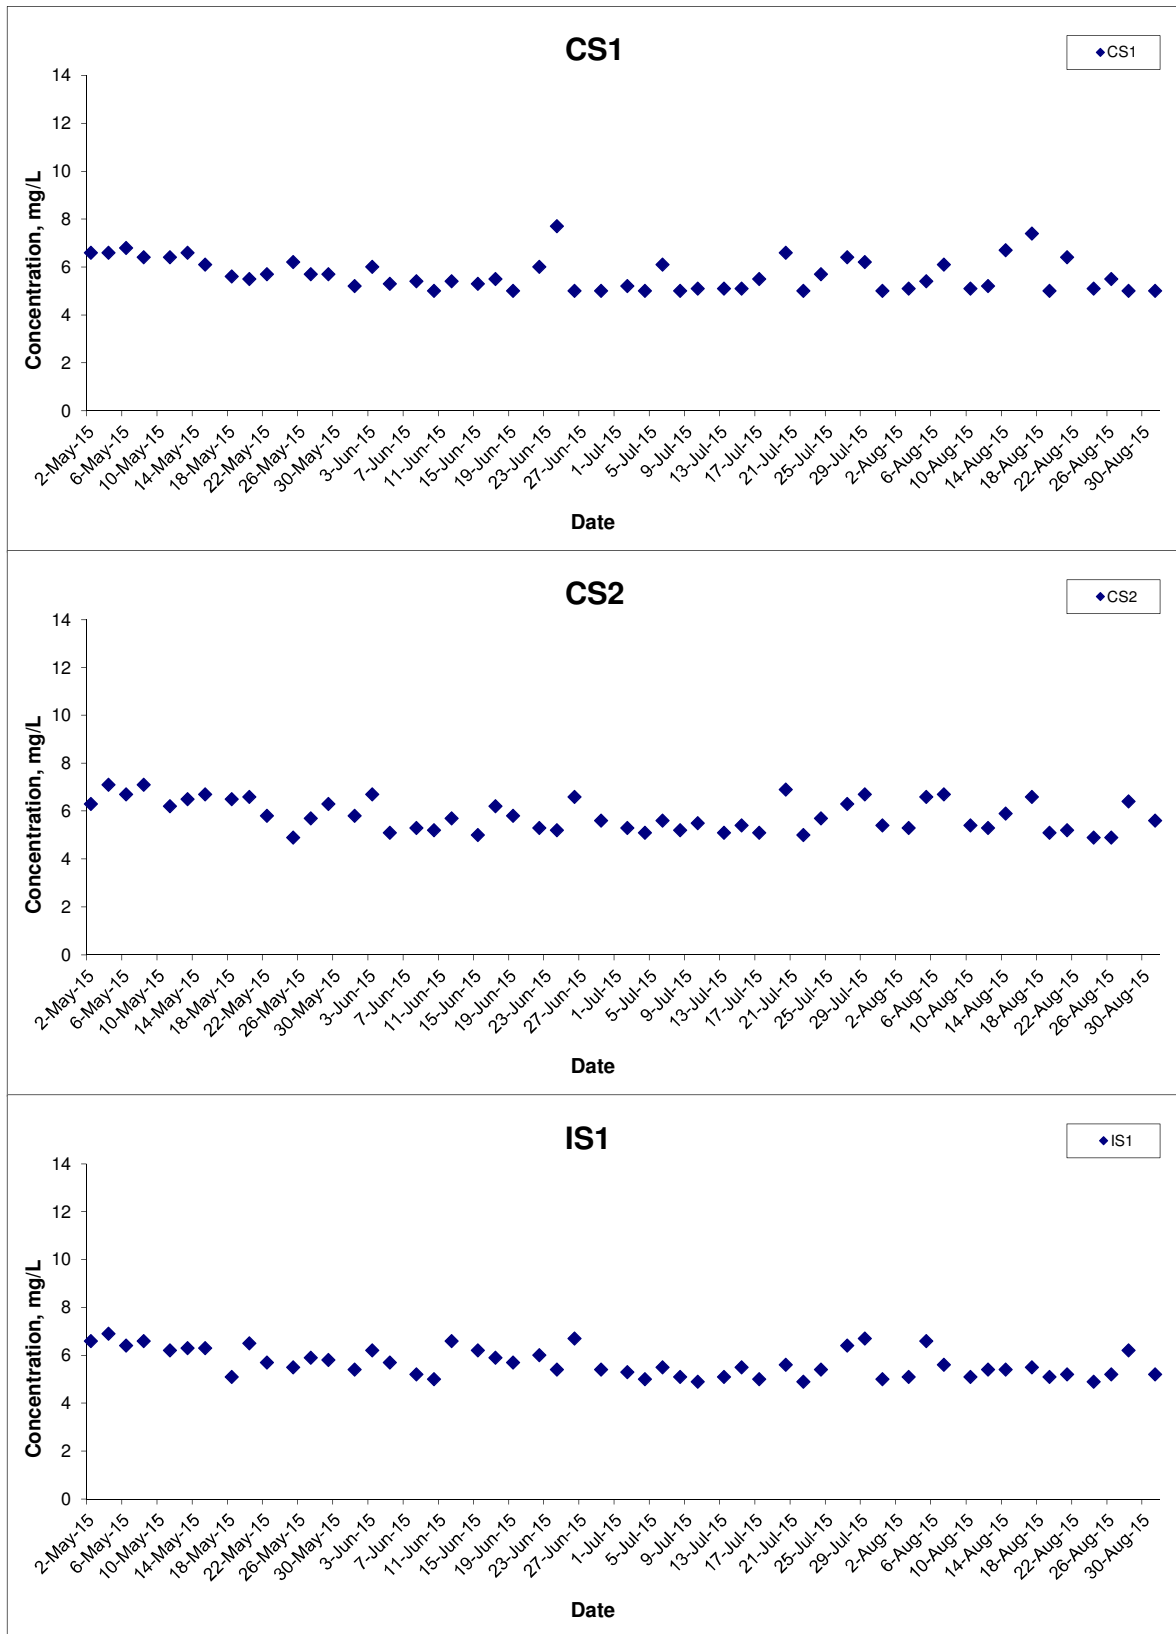 CS1
CS1
14
12
10
8
6
4
2
0
Concentration, mg/L
2-May-15
6-May-15
10-May-15
14-May-15
18-May-15
22-May-15
26-May-15
30-May-15
3-Jun-15
7-Jun-15
11-Jun-15
15-Jun-15
19-Jun-15
23-Jun-15
27-Jun-15
1-Jul-15
5-Jul-15
9-Jul-15
13-Jul-15
17-Jul-15
21-Jul-15
25-Jul-15
29-Jul-15
2-Aug-15
6-Aug-15
10-Aug-15
14-Aug-15
18-Aug-15
22-Aug-15
26-Aug-15
30-Aug-15
Date
CS2
CS2
14
12
10
8
6
4
2
0
Concentration, mg/L
2-May-15
6-May-15
10-May-15
14-May-15
18-May-15
22-May-15
26-May-15
30-May-15
3-Jun-15
7-Jun-15
11-Jun-15
15-Jun-15
19-Jun-15
23-Jun-15
27-Jun-15
1-Jul-15
5-Jul-15
9-Jul-15
13-Jul-15
17-Jul-15
21-Jul-15
25-Jul-15
29-Jul-15
2-Aug-15
6-Aug-15
10-Aug-15
14-Aug-15
18-Aug-15
22-Aug-15
26-Aug-15
30-Aug-15
Date
IS1
IS1
14
12
10
8
6
4
2
0
Concentration, mg/L
2-May-15
6-May-15
10-May-15
14-May-15
18-May-15
22-May-15
26-May-15
30-May-15
3-Jun-15
7-Jun-15
11-Jun-15
15-Jun-15
19-Jun-15
23-Jun-15
27-Jun-15
1-Jul-15
5-Jul-15
9-Jul-15
13-Jul-15
17-Jul-15
21-Jul-15
25-Jul-15
29-Jul-15
2-Aug-15
6-Aug-15
10-Aug-15
14-Aug-15
18-Aug-15
22-Aug-15
26-Aug-15
30-Aug-15
Date